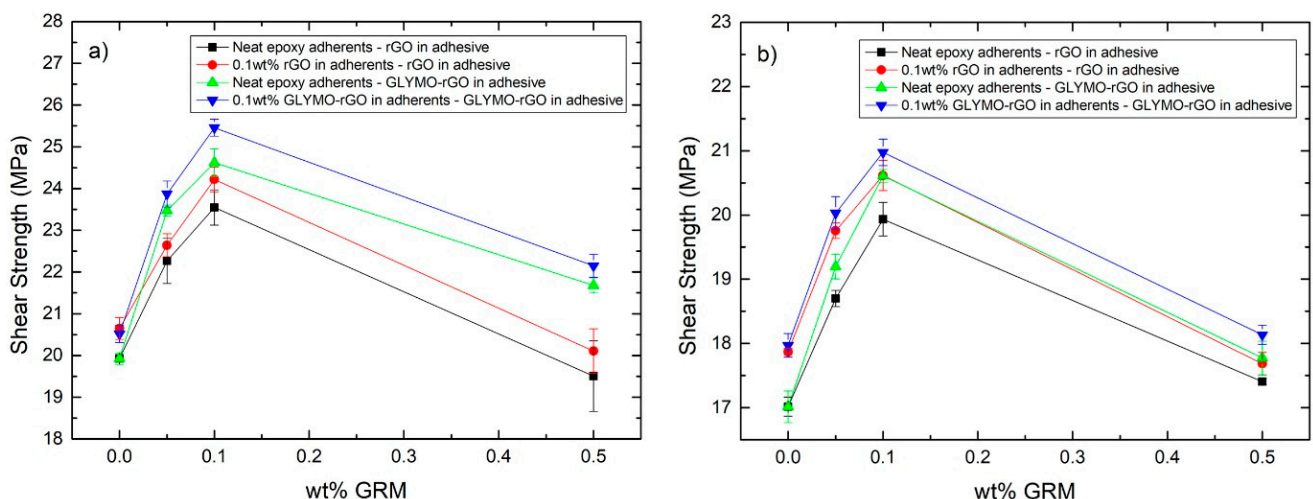 a)
Neat epoxy adherents - rGO in adhesive
0.1wt% rGO in adherents - rGO in adhesive
Neat epoxy adherents - GLYMO-rGO in adhesive
0.1wt% GLYMO-rGO in adherents - GLYMO-rGO in adhesive
Shear Strength (MPa)
28
27
26
25
24
23
22
21
20
19
18
0.0 0.1 0.2 0.3 0.4 0.5
wt% GRM
b)
Neat epoxy adherents - rGO in adhesive
0.1wt% rGO in adherents - rGO in adhesive
Neat epoxy adherents - GLYMO-rGO in adhesive
0.1wt% GLYMO-rGO in adherents - GLYMO-rGO in adhesive
Shear Strength (MPa)
23
22
21
20
19
18
17
0.0 0.1 0.2 0.3 0.4 0.5
wt% GRM